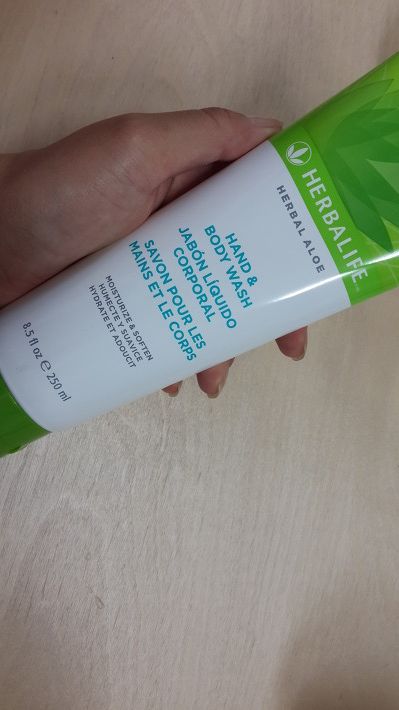 HERBALIFE
HERBAL ALOE
HAND &
BODY WASH
JABÓN LÍQUIDO
CORPORAL
SAVON POUR LES
MAINS ET LE CORPS
MOISTURIZE & SOFTEN
HUMECTE Y SUAVICE
HYDRATE ET ADOUCIT
8.5 fl oz e 250 ml